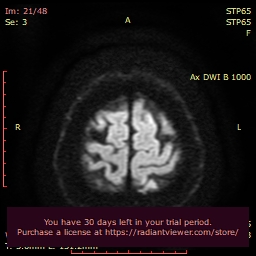 Im: 21/48
Se: 3
STP65
STP65
F
A
Ax DWI B 1000
R
L
You have 30 days left in your trial period.
Purchase a license at https://radiantviewer.com/store/